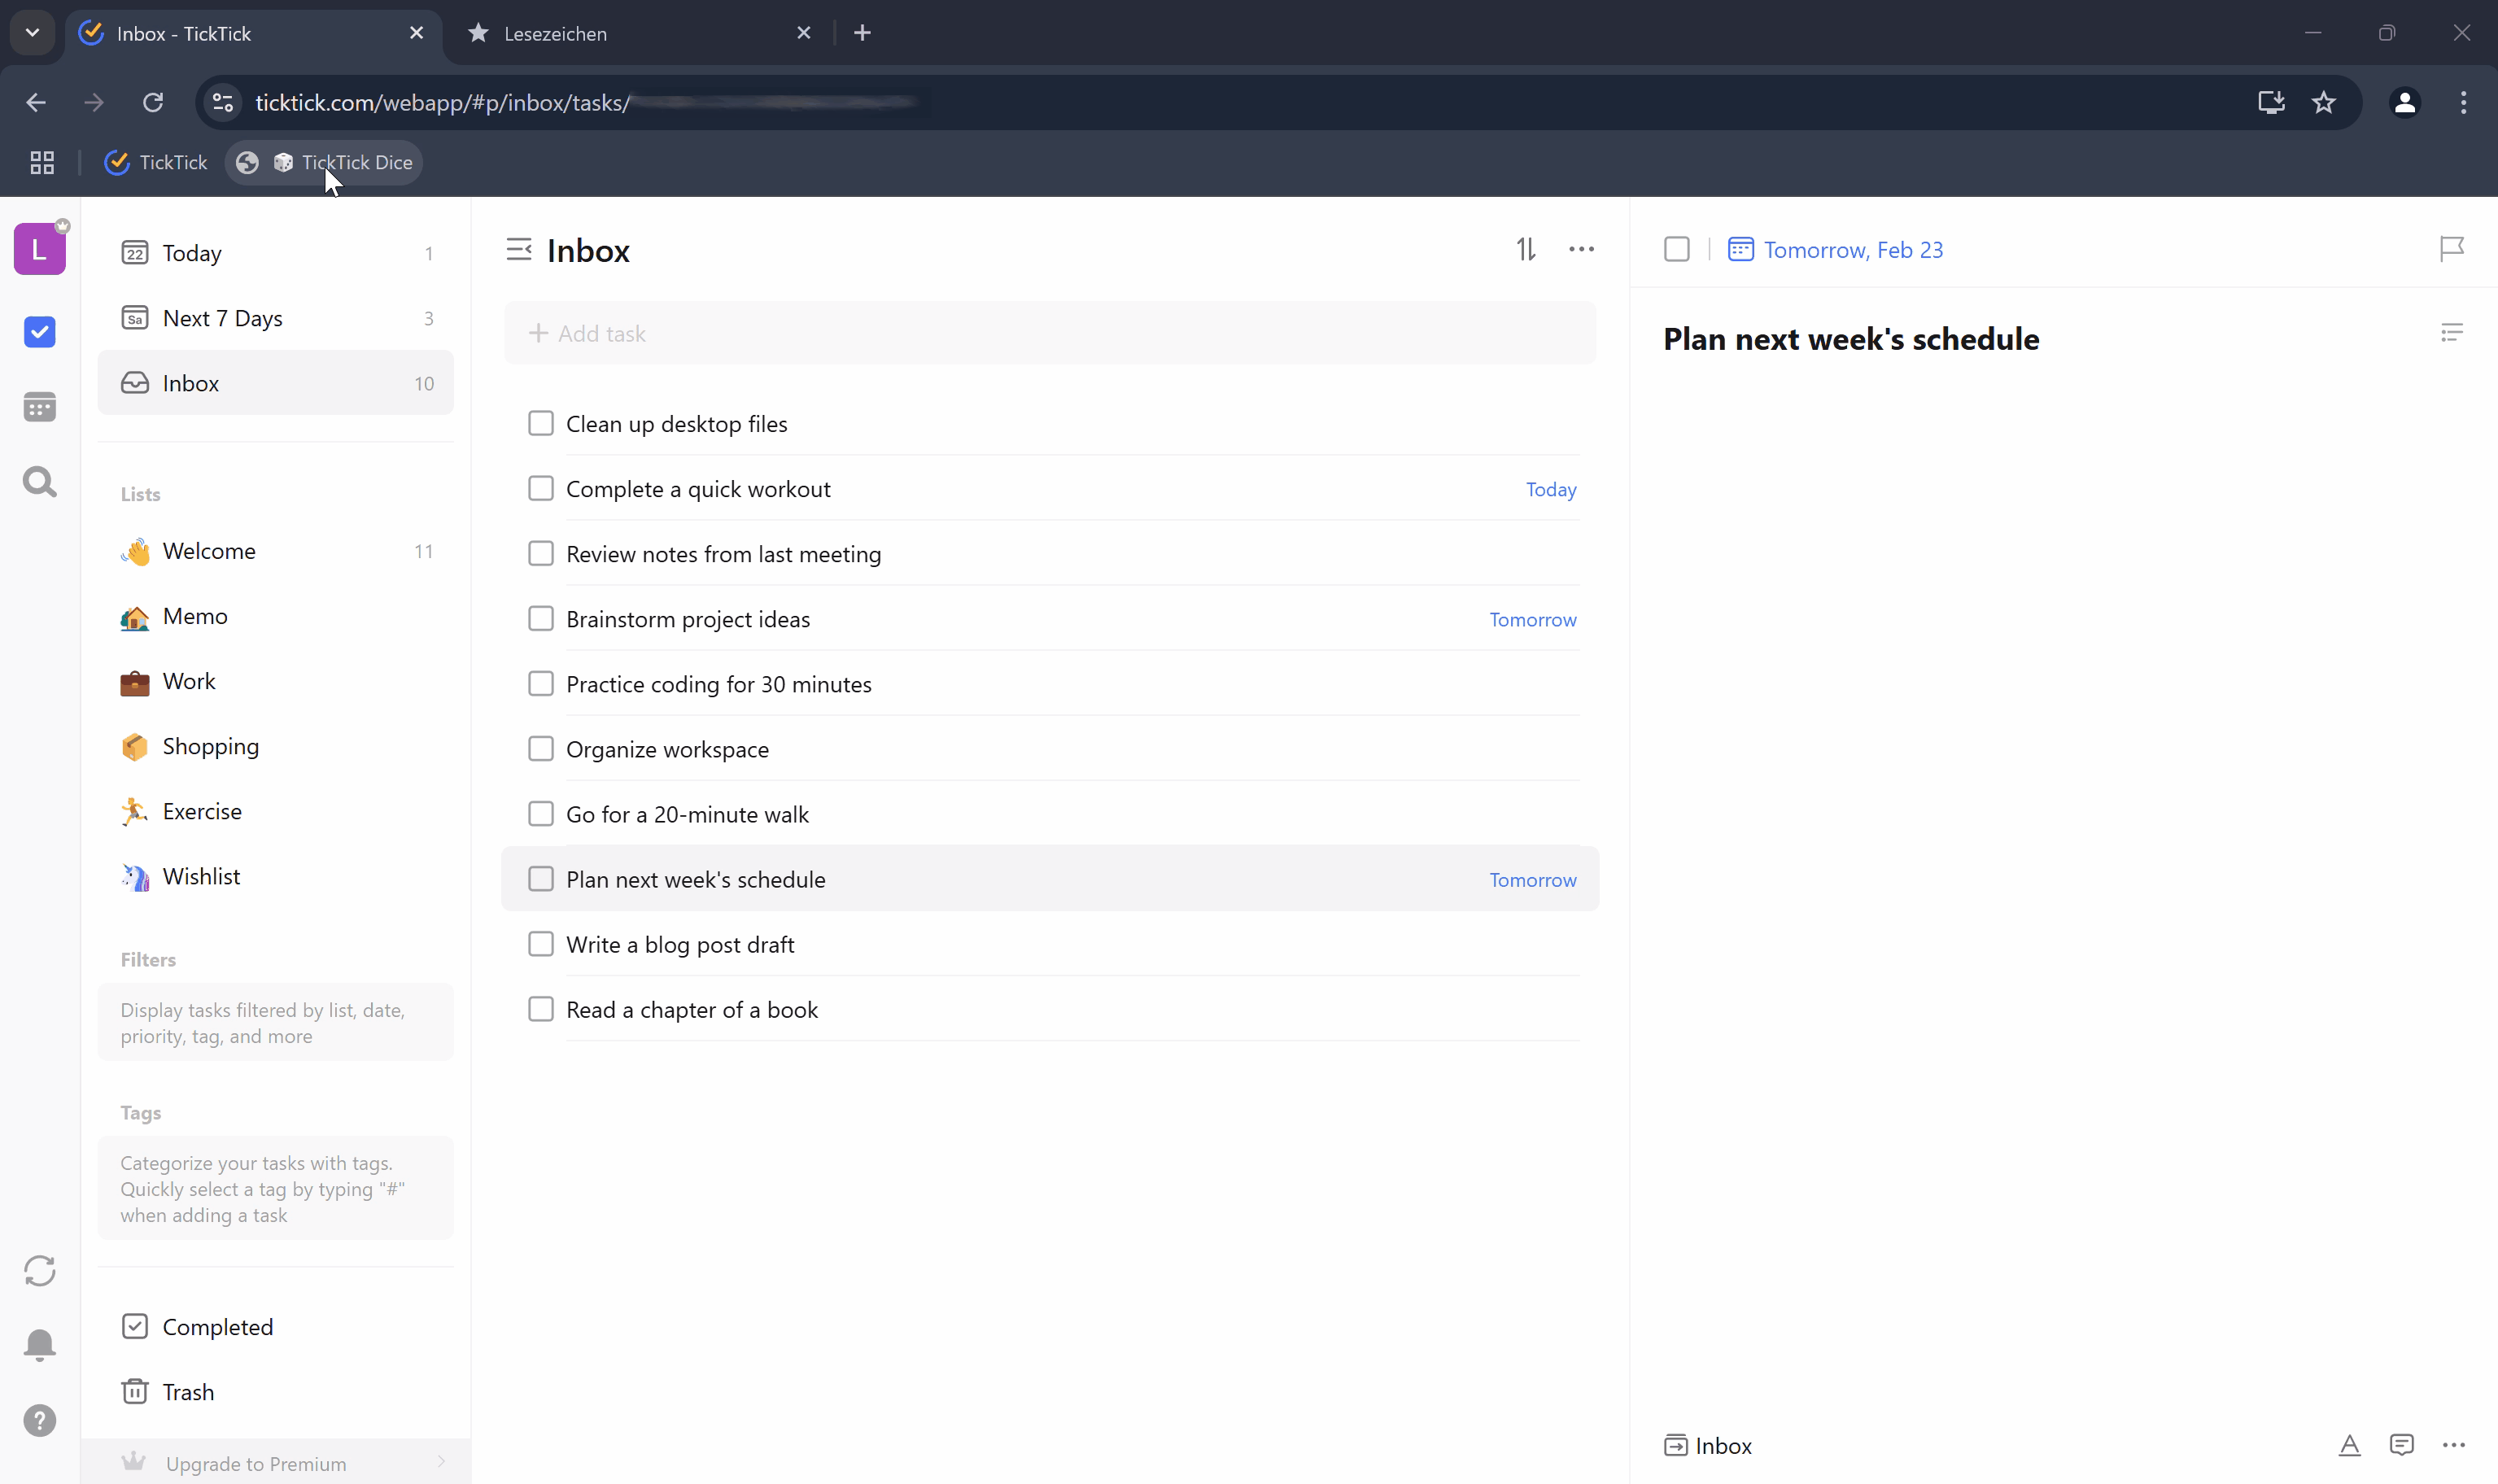 Inbox - TickTick
Lesezeichen
ticktick.com/webapp/#p/inbox/tasks/
TickTick
TickTick Dice
L
22 Today 1
Sa Next 7 Days 3
Inbox 10
Lists
Welcome 11
Memo
Work
Shopping
Exercise
Wishlist
Filters
Display tasks filtered by list, date,
priority, tag, and more
Tags
Categorize your tasks with tags.
Quickly select a tag by typing "#"
when adding a task
Completed
Trash
Upgrade to Premium
Inbox
+ Add task
Clean up desktop files
Complete a quick workout Today
Review notes from last meeting
Brainstorm project ideas Tomorrow
Practice coding for 30 minutes
Organize workspace
Go for a 20-minute walk
Plan next week's schedule Tomorrow
Write a blog post draft
Read a chapter of a book
Tomorrow, Feb 23
Plan next week's schedule
Inbox